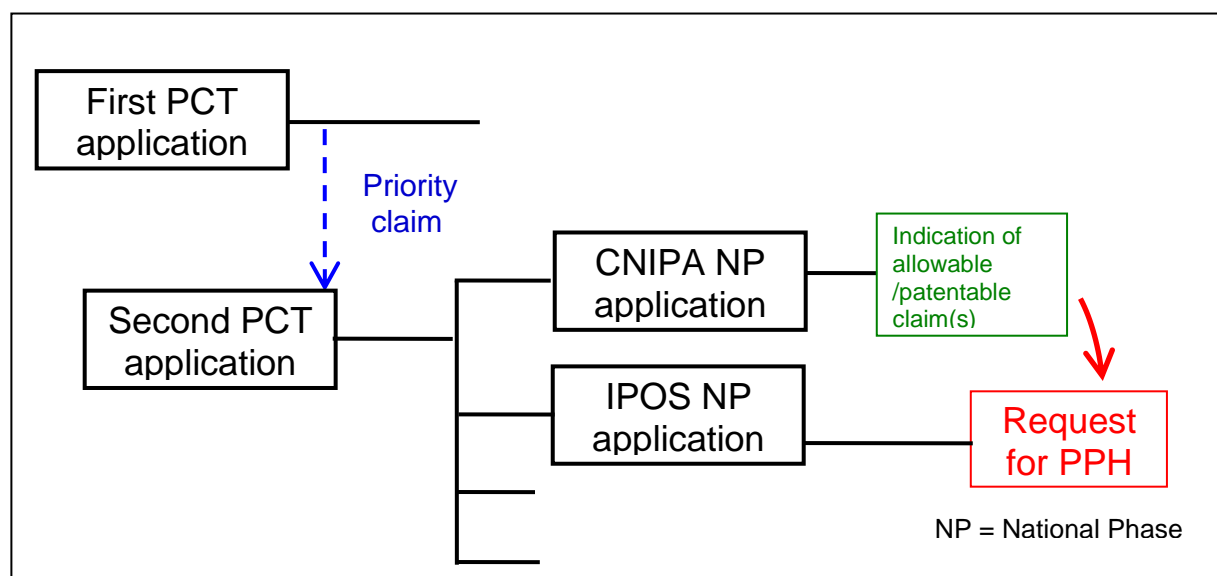 First PCT
application
Priority
claim
Second PCT
application
CNIPA NP
application
Indication of
allowable
/patentable
claim(s)
IPOS NP
application
Request
for PPH
NP = National Phase